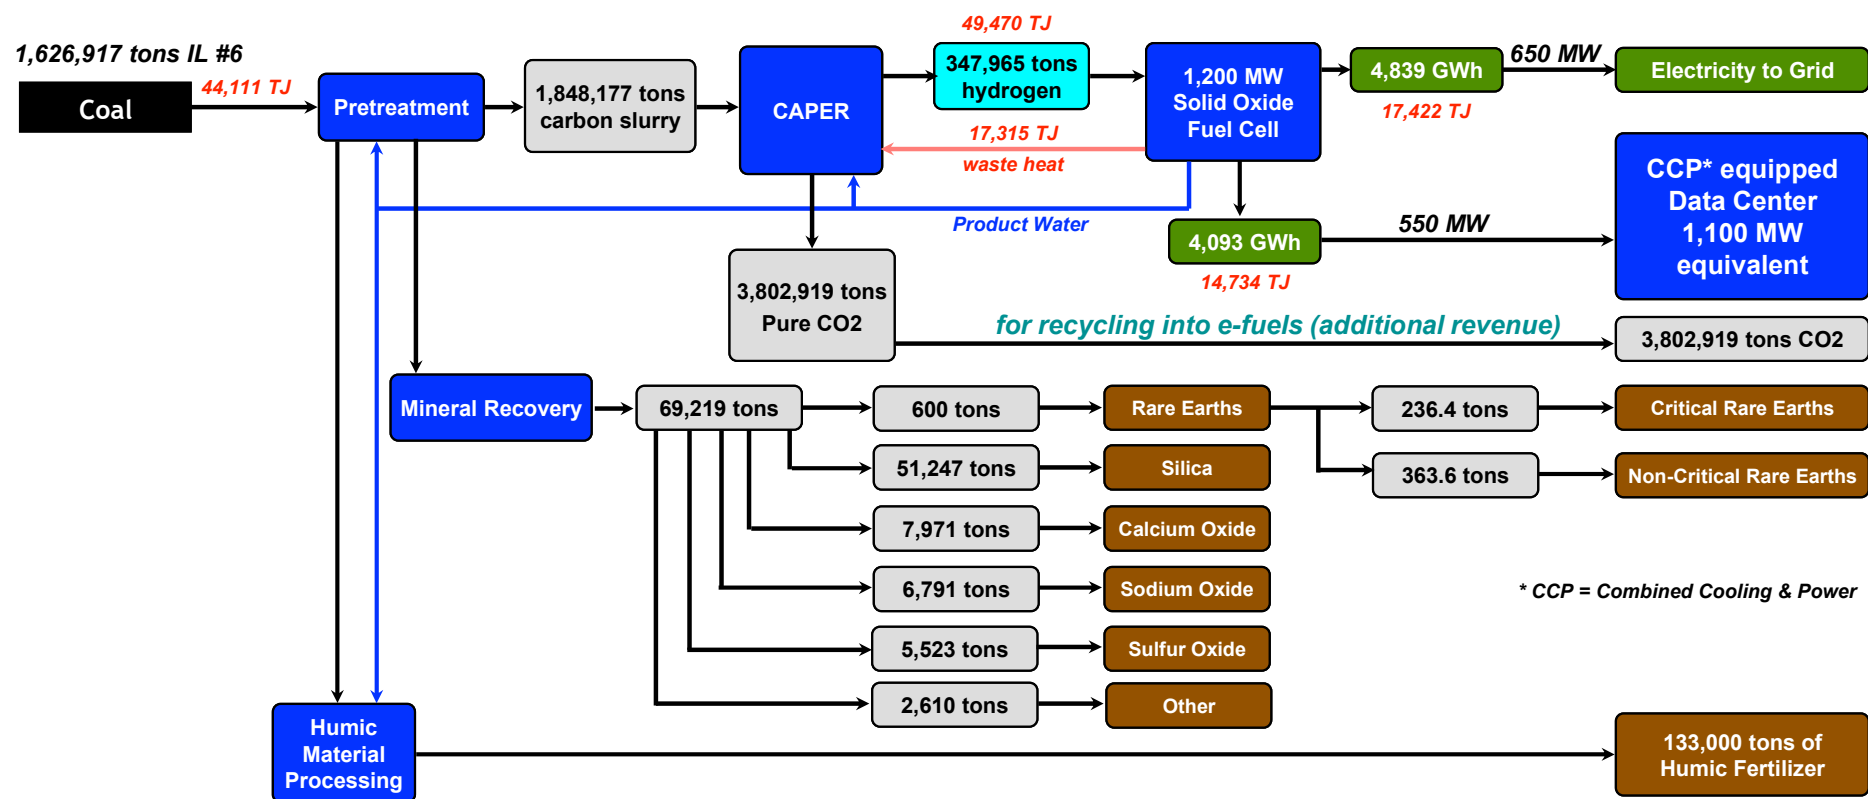 49,470 TJ
1,626,917 tons IL #6
Coal
44,111 TJ
Pretreatment
1,848,177 tons
carbon slurry
CAPER
347,965 tons
hydrogen
17,315 TJ
waste heat
1,200 MW
Solid Oxide
Fuel Cell
4,839 GWh
17,422 TJ
650 MW
Electricity to Grid
Product Water
4,093 GWh
14,734 TJ
550 MW
CCP* equipped
Data Center
1,100 MW
equivalent
3,802,919 tons
Pure CO2
for recycling into e-fuels (additional revenue)
3,802,919 tons CO2
Mineral Recovery
69,219 tons
600 tons
Rare Earths
236.4 tons
Critical Rare Earths
51,247 tons
Silica
363.6 tons
Non-Critical Rare Earths
7,971 tons
Calcium Oxide
6,791 tons
Sodium Oxide
* CCP = Combined Cooling & Power
5,523 tons
Sulfur Oxide
2,610 tons
Other
Humic
Material
Processing
133,000 tons of
Humic Fertilizer